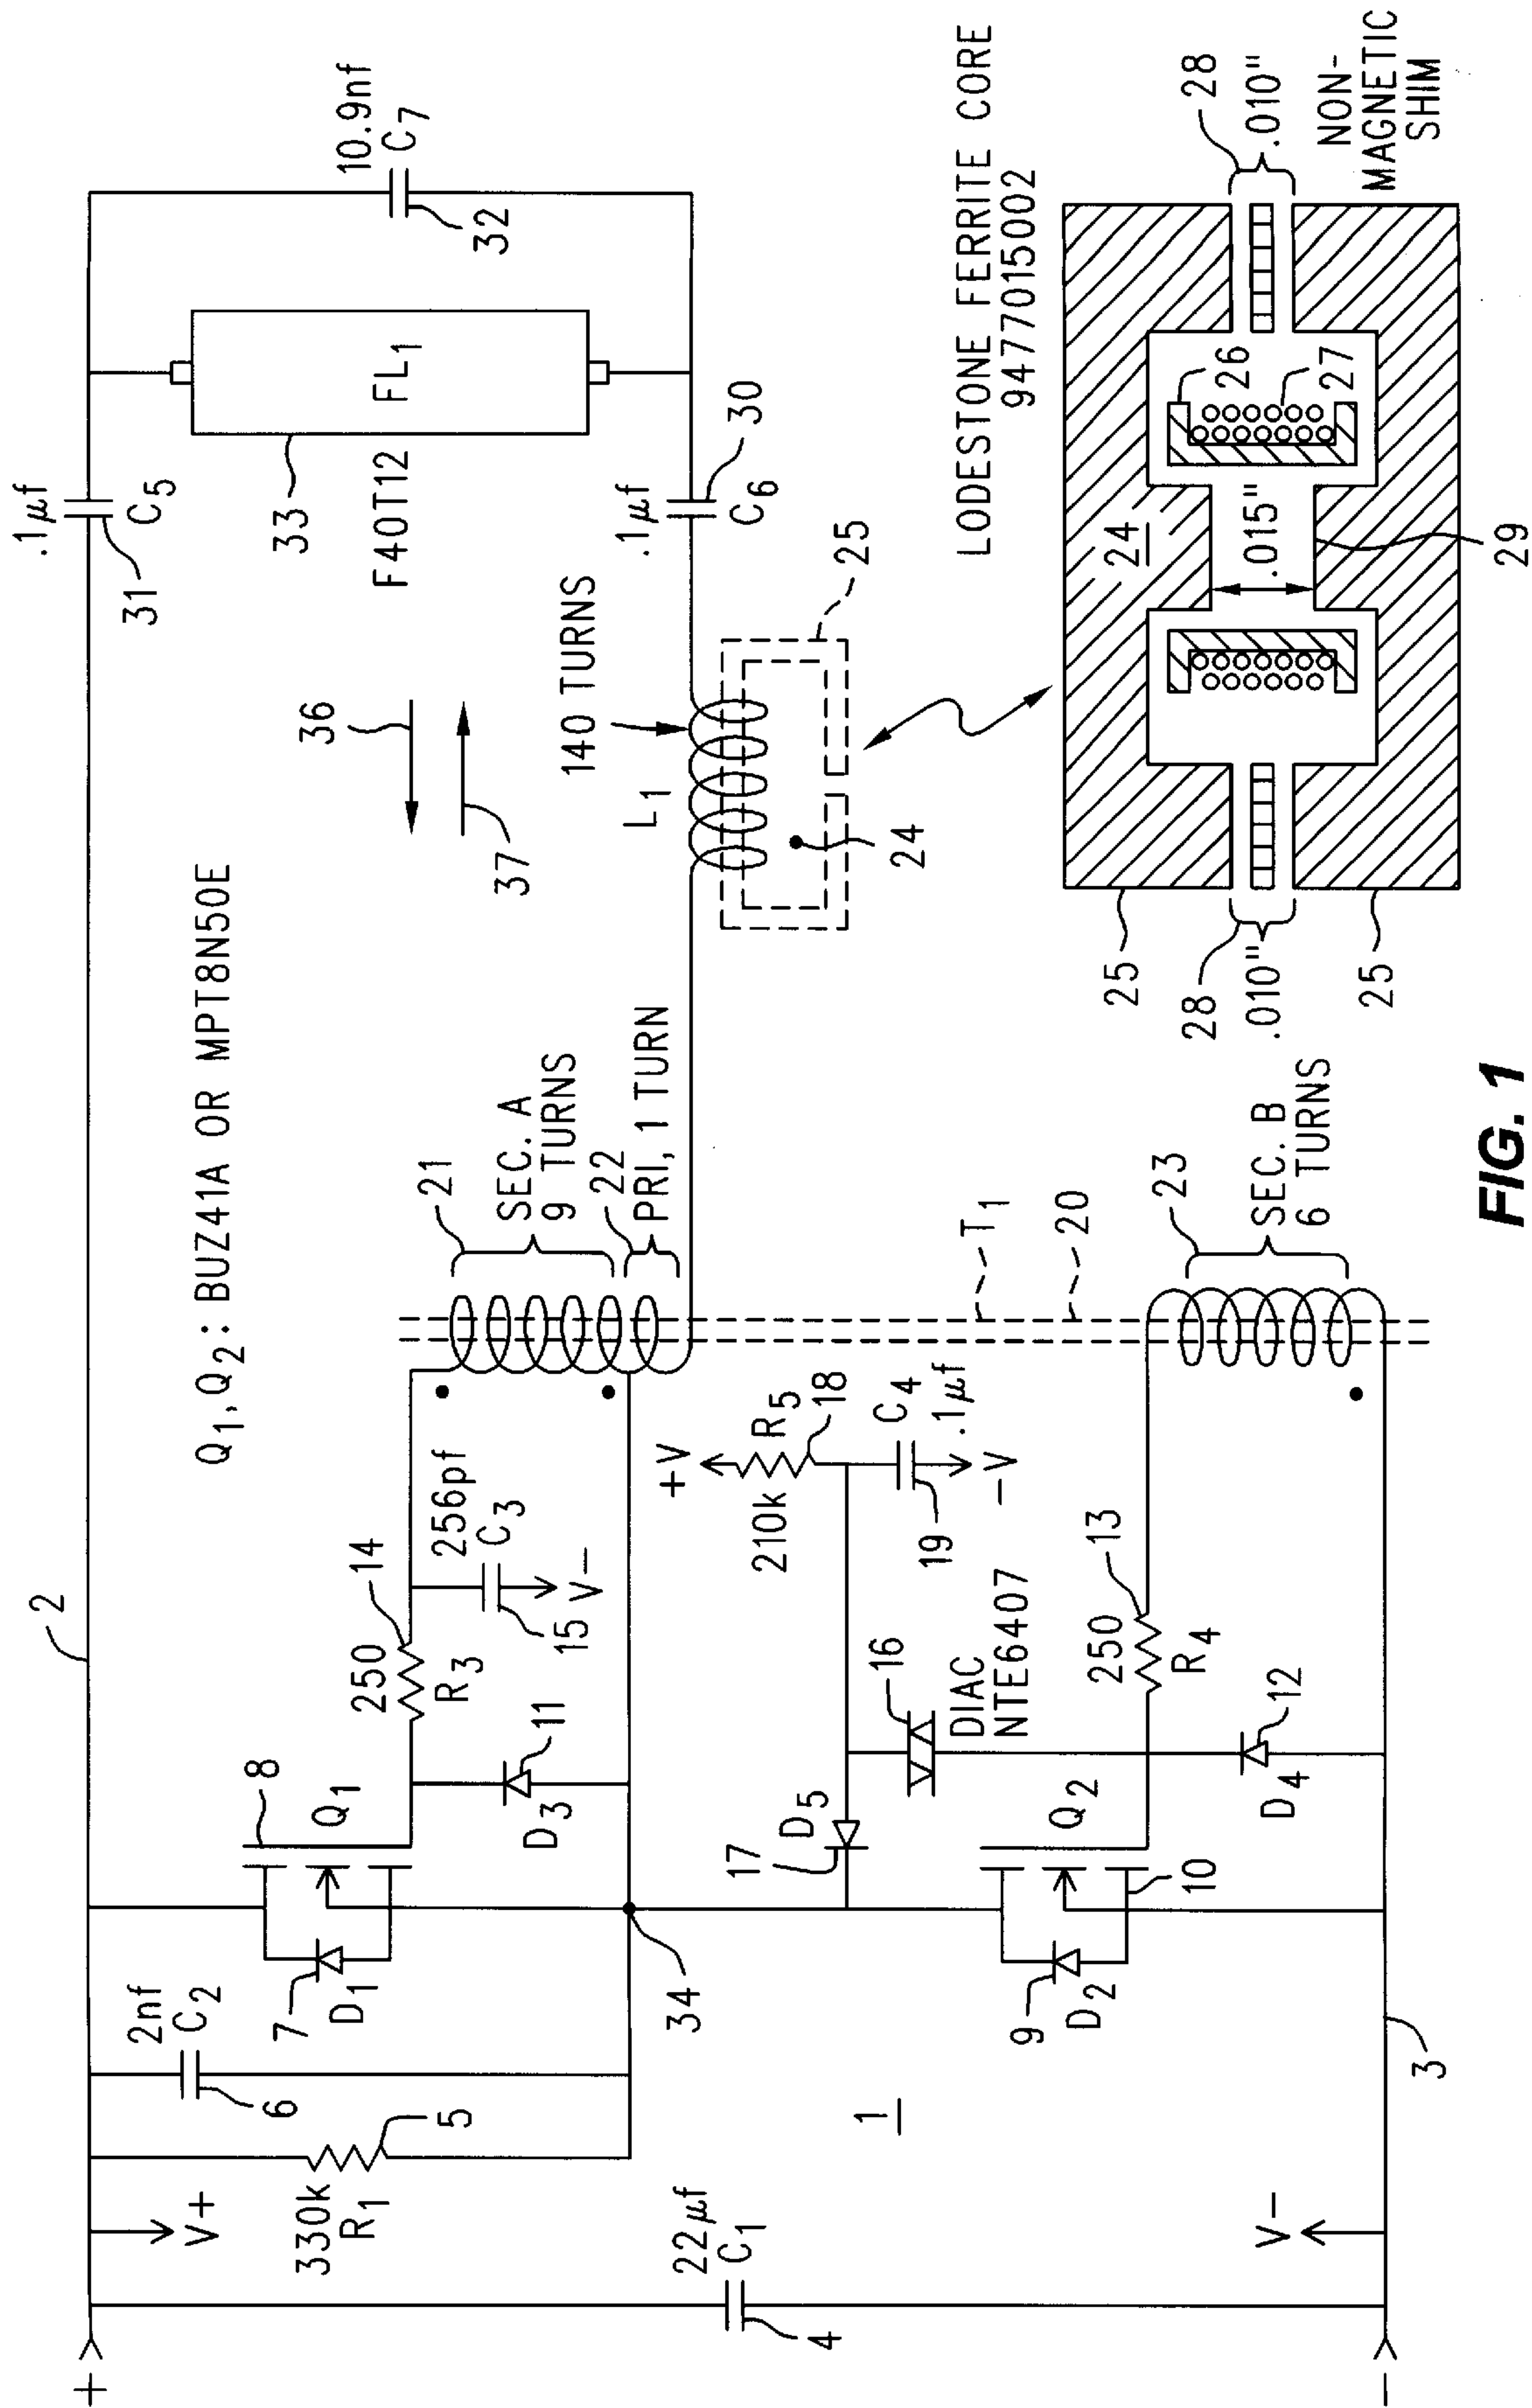 +
V+
330k
R1
5
2nf
C2
6
2
22µf
C1
4
1
V-
-
3
Q1,Q2: BUZ41A OR MPT8N50E
8
Q1
7
D1
250
14
R3
11
D3
256pf
C3
15
V-
34
21
SEC. A
9 TURNS
22
PRI, 1 TURN
+V
210k
R5
18
C4
.1µf
19
-V
17
D5
16
DIAC
NTE6407
Q2
9
D2
10
250
13
R4
12
D4
T1
20
23
SEC. B
6 TURNS
36
37
.1µf
31
C5
33
F40T12
FL1
10.9nf
C7
32
140 TURNS
L1
.1µf
30
C6
25
24
LODESTONE FERRITE CORE
9477015002
25
24
.015"
26
27
28
.010"
28
.010"
NON-
MAGNETIC
SHIM
25
29
FIG. 1